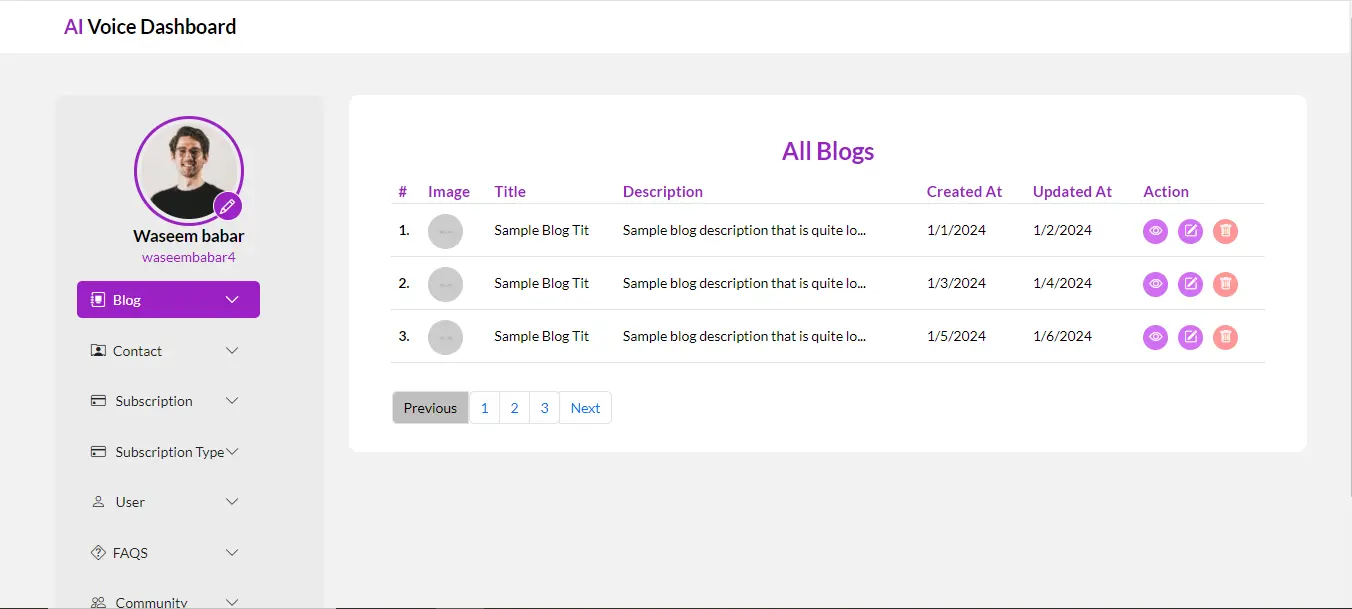 AI Voice Dashboard
Waseem babar
waseembabar4
Blog
Contact
Subscription
Subscription Type
User
FAQS
Community
All Blogs
# Image Title Description Created At Updated At Action
1. Sample Blog Tit Sample blog description that is quite lo... 1/1/2024 1/2/2024
2. Sample Blog Tit Sample blog description that is quite lo... 1/3/2024 1/4/2024
3. Sample Blog Tit Sample blog description that is quite lo... 1/5/2024 1/6/2024
Previous 1 2 3 Next